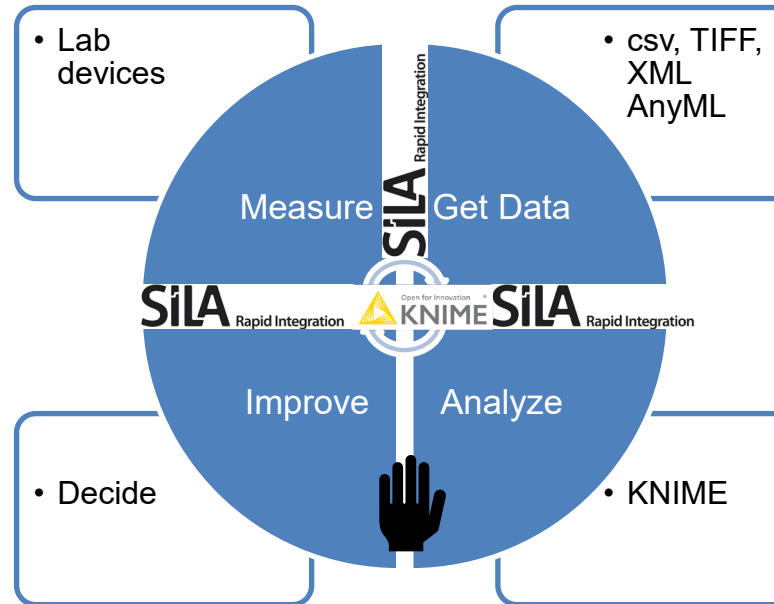 • Lab
devices
• csv, TIFF,
XML
AnyML
SiLA Rapid Integration
Measure
Get Data
SiLA Rapid Integration
Open for Innovation
KNIME
SiLA Rapid Integration
Improve
Analyze
• Decide
• KNIME